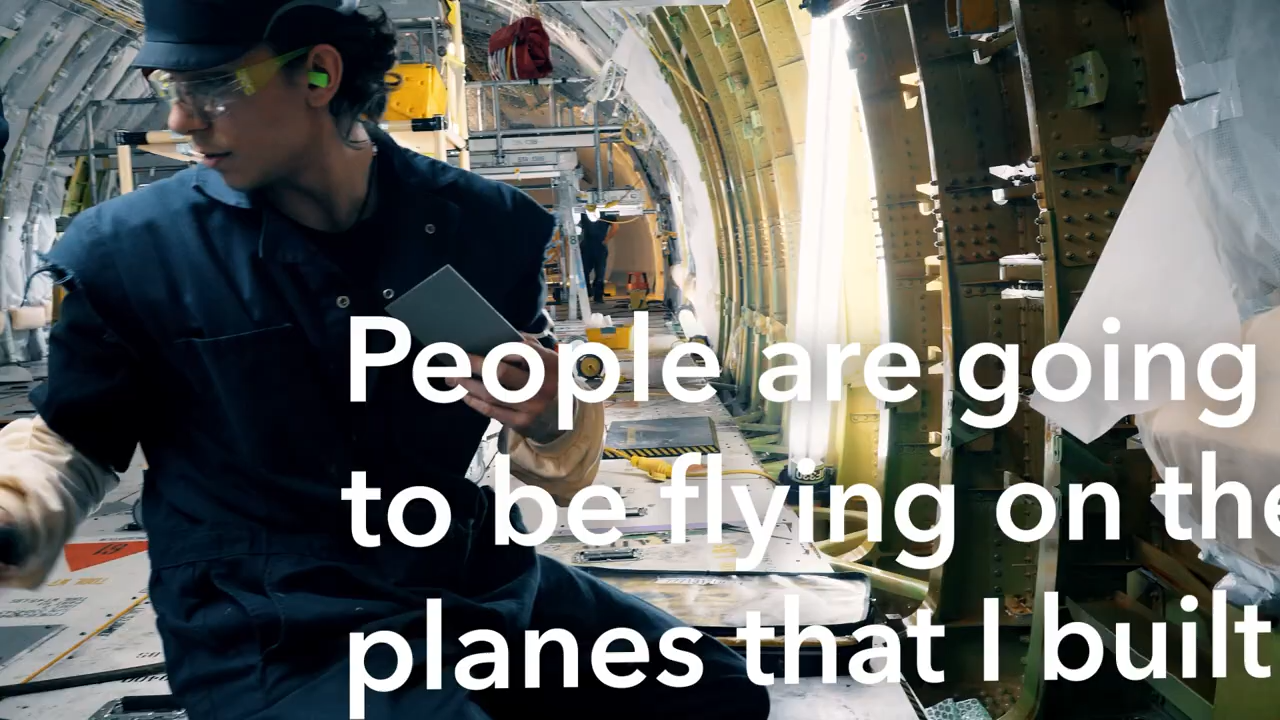 People are going
to be flying on the
planes that I built